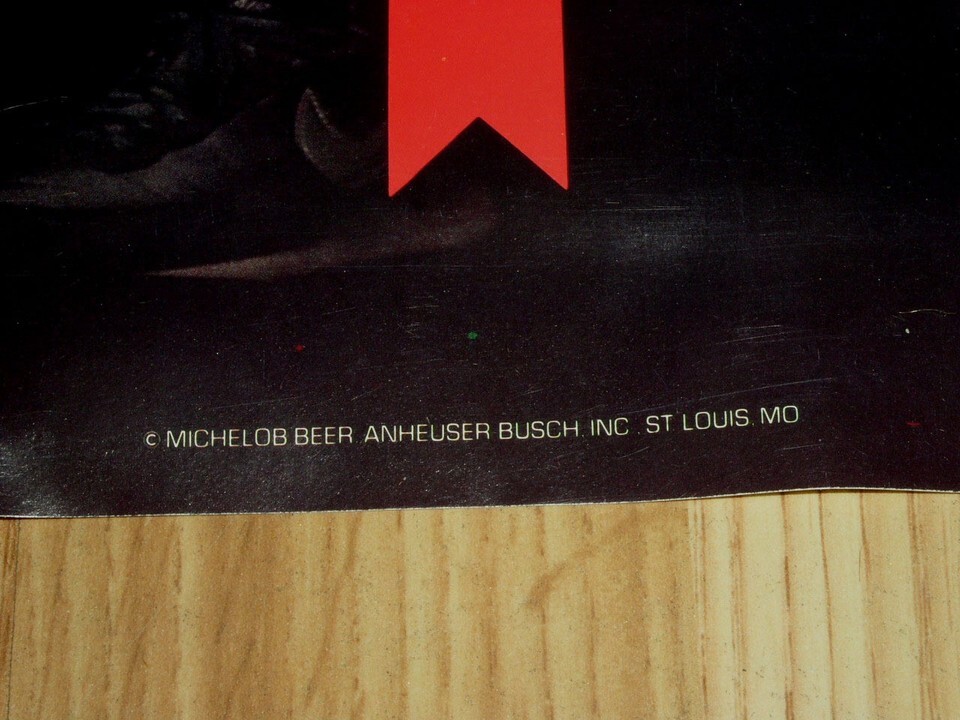 © MICHELOB BEER. ANHEUSER BUSCH, INC. ST. LOUIS, MO